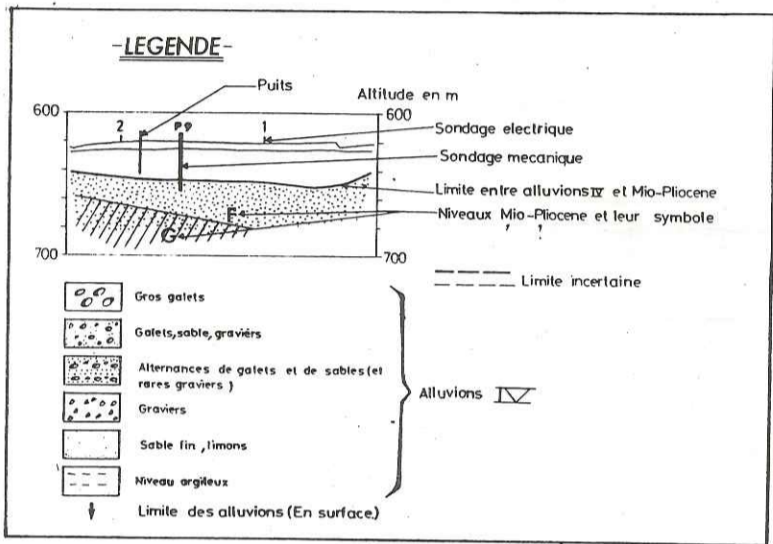 -LEGENDE-
Puits
Altitude en m
600
600
2
P9
1
Sondage electrique
Sondage mecanique
Limite entre alluvions IV et Mio-Pliocene
F
Niveaux Mio-Pliocene et leur symbole
G
700
700
Limite incertaine
Gros galets
Galets, sable, graviérs
Alternances de galets et de sables (et
rares graviers)
Graviers
Alluvions IV
Sable fin, limons
Niveau argileux
Limite des alluvions (En surface.)